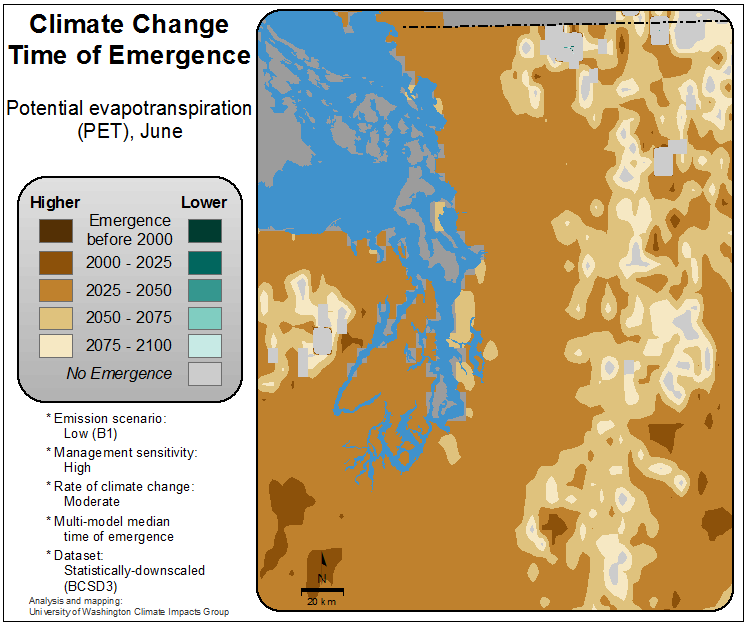 Climate Change
Time of Emergence
Potential evapotranspiration
(PET), June
Higher
Lower
Emergence
before 2000
2000 - 2025
2025 - 2050
2050 - 2075
2075 - 2100
No Emergence
* Emission scenario:
Low (B1)
* Management sensitivity:
High
* Rate of climate change:
Moderate
* Multi-model median
time of emergence
* Dataset:
Statistically-downscaled
(BCSD3)
Analysis and mapping:
University of Washington Climate Impacts Group
N
20 km